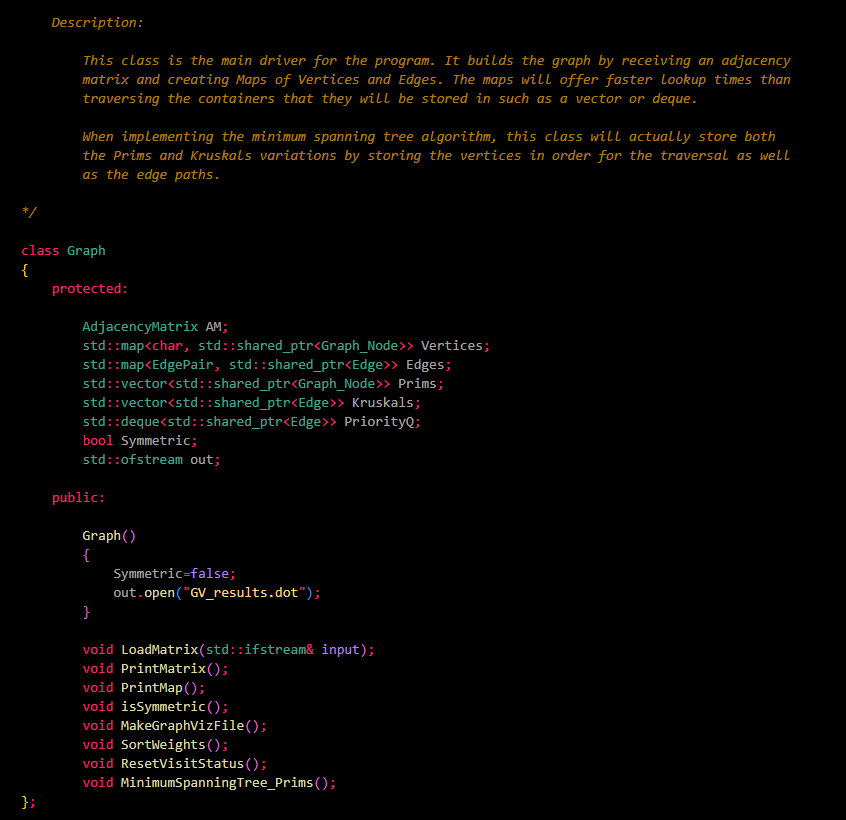 Description:
This class is the main driver for the program. It builds the graph by receiving an adjacency
matrix and creating Maps of Vertices and Edges. The maps will offer faster lookup times than
traversing the containers that they will be stored in such as a vector or deque.
When implementing the minimum spanning tree algorithm, this class will actually store both
the Prims and Kruskals variations by storing the vertices in order for the traversal as well
as the edge paths.
*/
class Graph
{
protected:
AdjacencyMatrix AM;
std::map<char, std::shared_ptr<Graph_Node>> Vertices;
std::map<EdgePair, std::shared_ptr<Edge>> Edges;
std::vector<std::shared_ptr<Graph_Node>> Prims;
std::vector<std::shared_ptr<Edge>> Kruskals;
std::deque<std::shared_ptr<Edge>> PriorityQ;
bool Symmetric;
std::ofstream out;
public:
Graph()
{
Symmetric=false;
out.open("GV_results.dot");
}
void LoadMatrix(std::ifstream& input);
void PrintMatrix();
void PrintMap();
void isSymmetric();
void MakeGraphVizFile();
void SortWeights();
void ResetVisitStatus();
void MinimumSpanningTree_Prims();
};